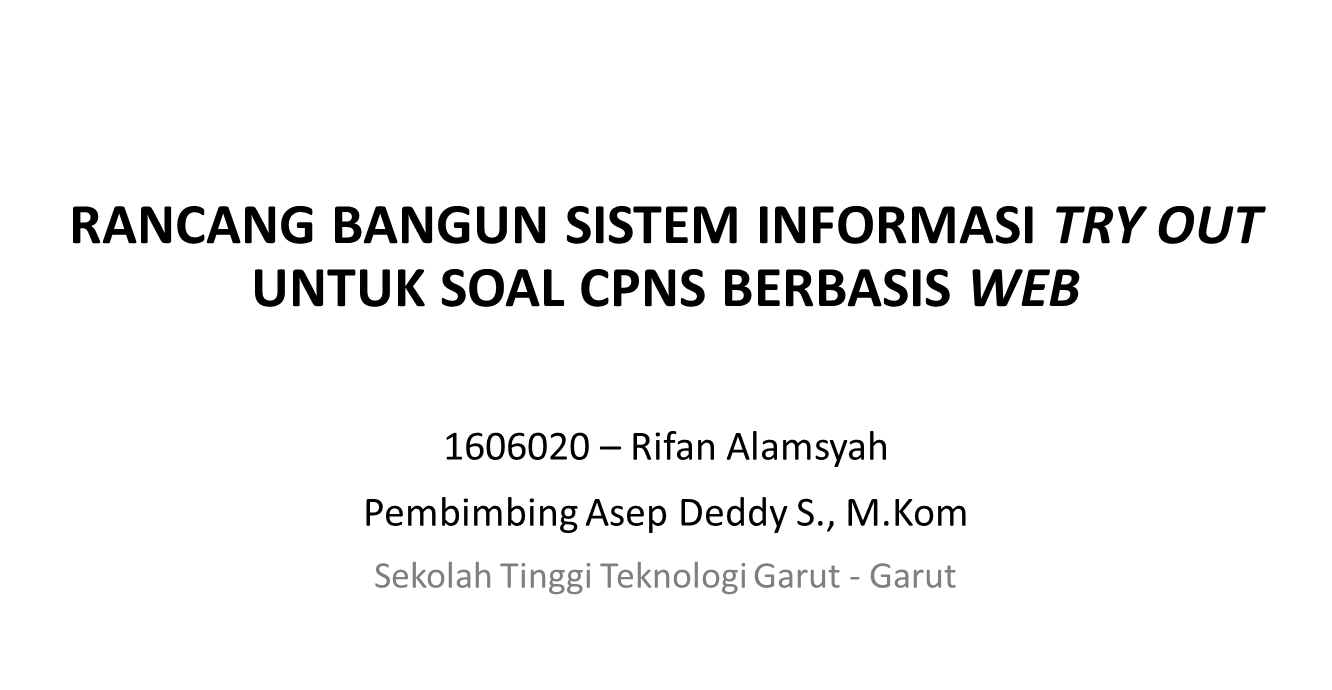 RANCANG BANGUN SISTEM INFORMASI TRY OUT
UNTUK SOAL CPNS BERBASIS WEB
1606020 – Rifan Alamsyah
Pembimbing Asep Deddy S., M.Kom
Sekolah Tinggi Teknologi Garut - Garut